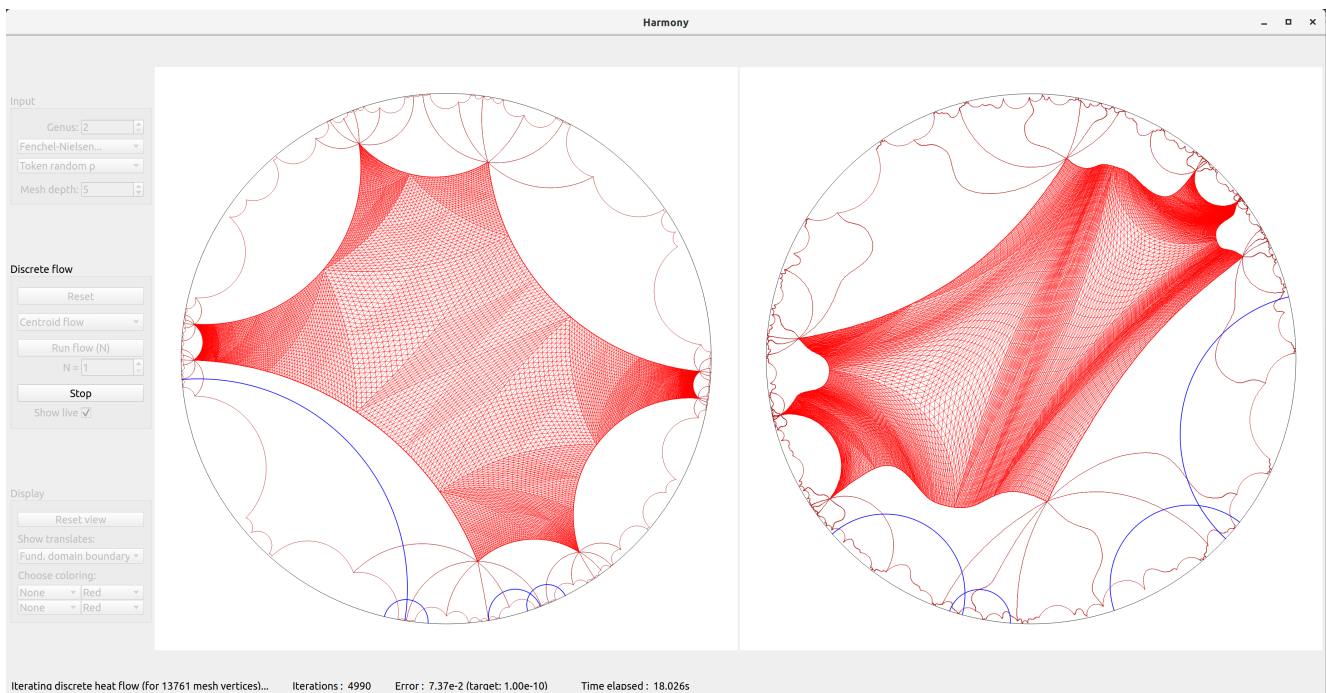 Harmony
Input
Genus: 2
Fenchel-Nielsen...
Token random p
Mesh depth: 5
Discrete flow
Reset
Centroid flow
Run flow (N)
N = 1
Stop
Show live
Display
Reset view
Show translates:
Fund. domain boundary
Choose coloring:
None Red
None Red
Iterating discrete heat flow (for 13761 mesh vertices)... Iterations : 4990 Error : 7.37e-2 (target: 1.00e-10) Time elapsed : 18.026s